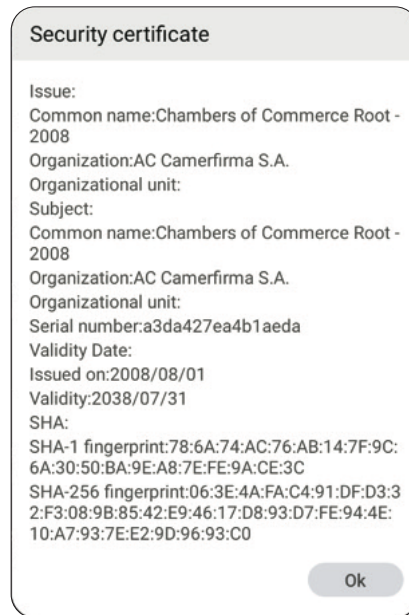 Security certificate
Issue:
Common name:Chambers of Commerce Root -
2008
Organization:AC Camerfirma S.A.
Organizational unit:
Subject:
Common name:Chambers of Commerce Root -
2008
Organization:AC Camerfirma S.A.
Organizational unit:
Serial number:a3da427ea4b1aeda
Validity Date:
Issued on:2008/08/01
Validity:2038/07/31
SHA:
SHA-1 fingerprint:78:6A:74:AC:76:AB:14:7F:9C:
6A:30:50:BA:9E:A8:7E:FE:9A:CE:3C
SHA-256 fingerprint:06:3E:4A:FA:C4:91:DF:D3:3
2:F3:08:9B:85:42:E9:46:17:D8:93:D7:FE:94:4E:
10:A7:93:7E:E2:9D:96:93:C0
Ok